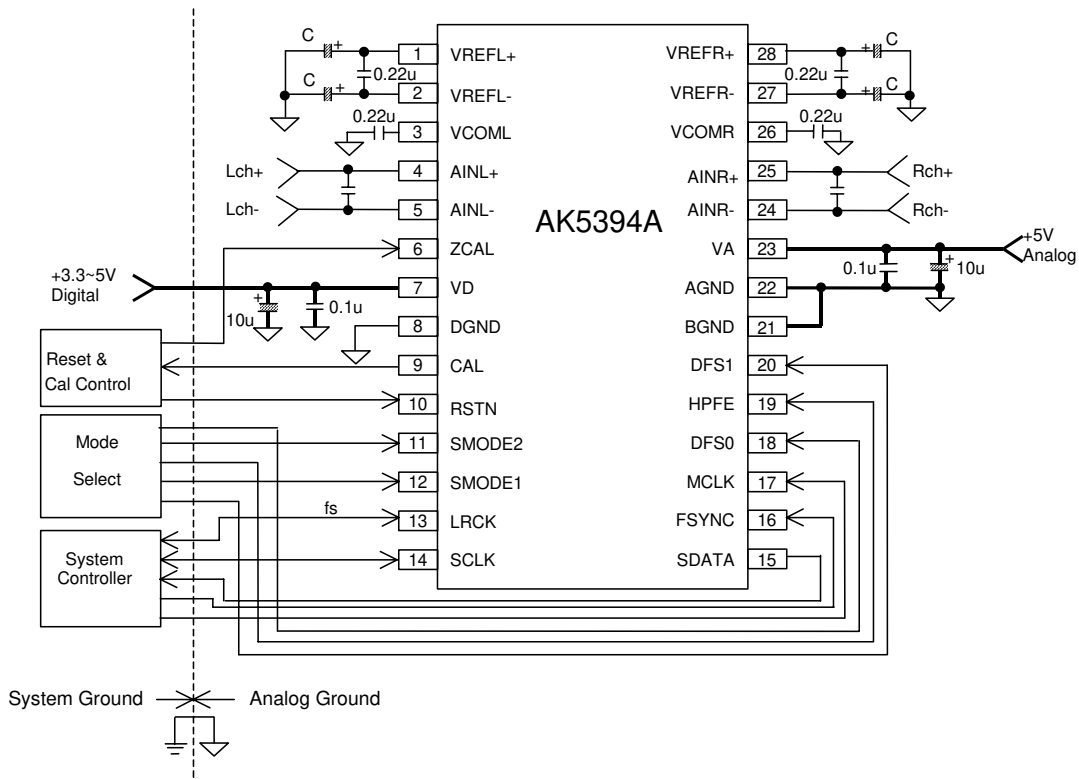 C
+
1
VREFL+
VREFR+
28
+
C
0.22u
0.22u
C
+
2
VREFL-
VREFR-
27
+
C
0.22u
3
VCOML
VCOMR
26
0.22u
Lch+
4
AINL+
AINR+
25
Rch+
Lch-
5
AINL-
AINR-
24
Rch-
AK5394A
6
ZCAL
VA
23
+5V
Analog
+3.3~5V
Digital
7
VD
AGND
22
0.1u
+
10u
+
10u
0.1u
8
DGND
BGND
21
Reset &
Cal Control
9
CAL
DFS1
20
10
RSTN
HPFE
19
Mode
Select
11
SMODE2
DFS0
18
12
SMODE1
MCLK
17
fs
13
LRCK
FSYNC
16
System
Controller
14
SCLK
SDATA
15
System Ground
Analog Ground